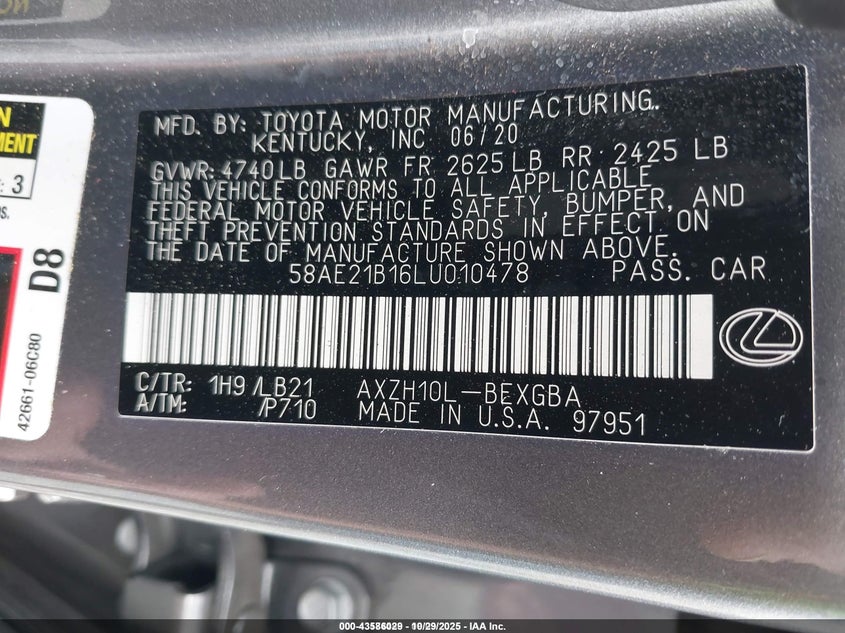 MFD. BY: TOYOTA MOTOR MANUFACTURING.
KENTUCKY, INC 06/20
GVWR: 4740LB GAWR FR 2625 LB RR: 2425 LB
THIS VEHICLE CONFORMS TO ALL APPLICABLE
FEDERAL MOTOR VEHICLE SAFETY, BUMPER, AND
THEFT PREVENTION STANDARDS IN EFFECT ON
THE DATE OF MANUFACTURE SHOWN ABOVE.
58AE21B16LU010478 PASS. CAR
C/TR: 1H9 /LB21 AXZH10L-BEXGBA
A/TM: /P710 MADE IN U.S.A. 97951
3
D8
42661-06C80
000-43586029 - 10/29/2025 - IAA Inc.